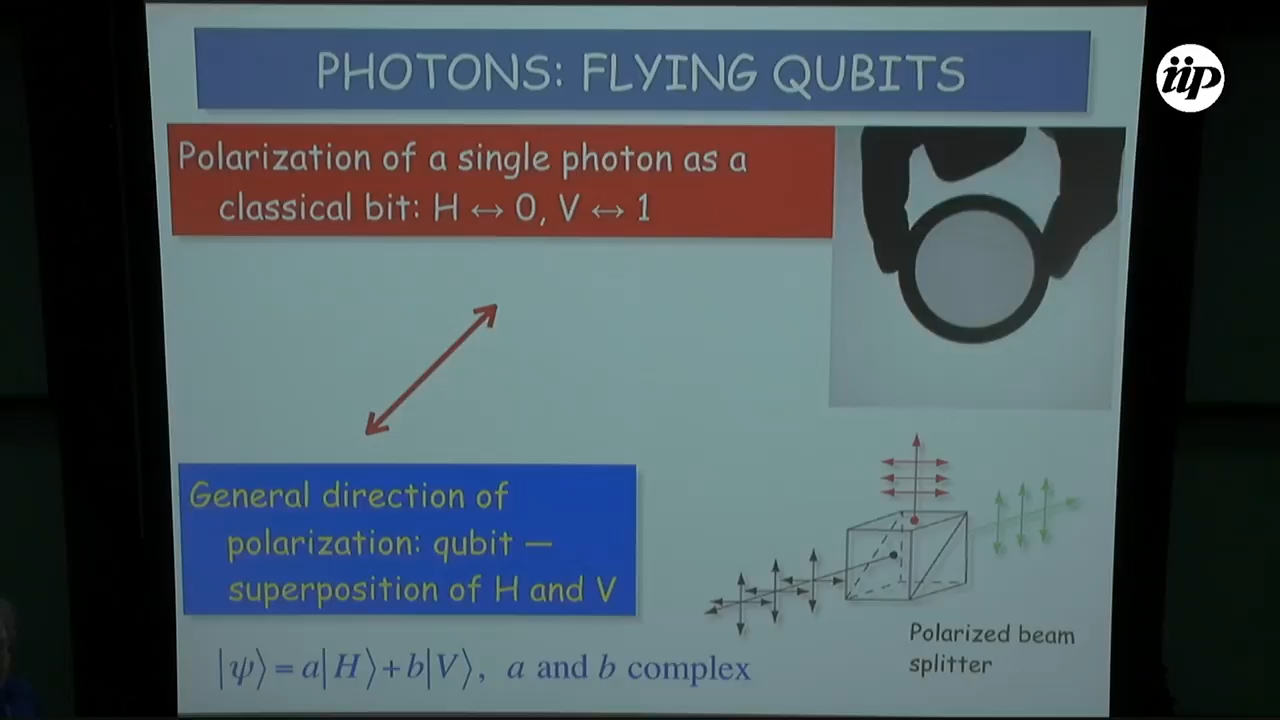 PHOTONS: FLYING QUBITS
iip
Polarization of a single photon as a
classical bit: H ↔ 0, V ↔ 1
General direction of
polarization: qubit —
superposition of H and V
|ψ⟩ = a|H⟩ + b|V⟩, a and b complex
Polarized beam
splitter